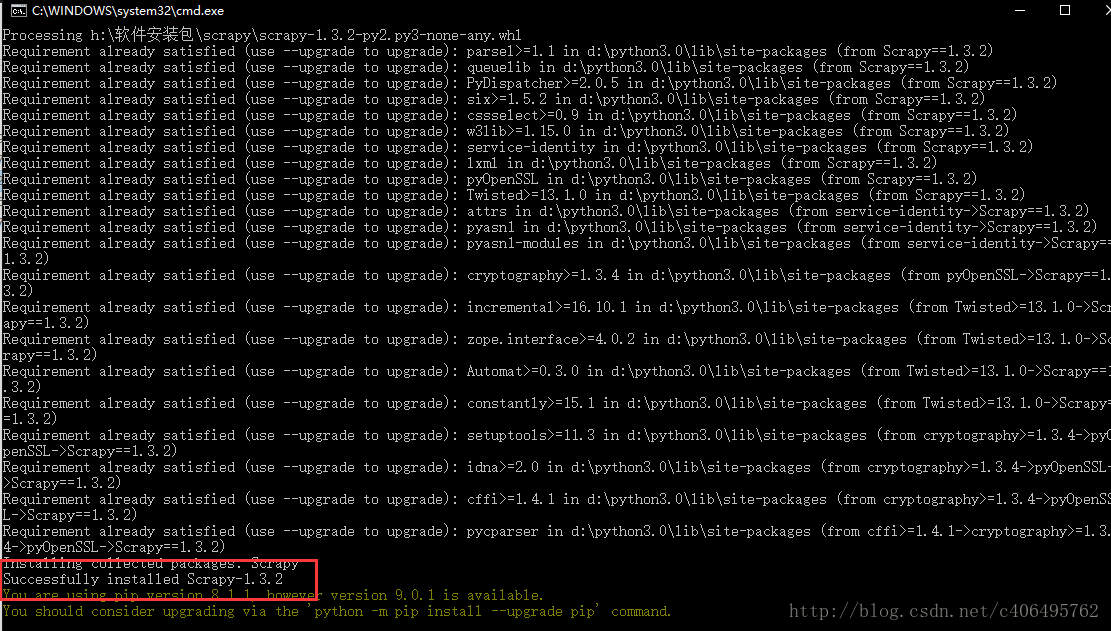 C:\WINDOWS\system32\cmd.exe
Processing h:\软件安装包\scrapy\scrapy-1.3.2-py2.py3-none-any.whl
Requirement already satisfied (use --upgrade to upgrade): parsel>=1.1 in d:\python3.0\lib\site-packages (from Scrapy==1.3.2)
Requirement already satisfied (use --upgrade to upgrade): queuelib in d:\python3.0\lib\site-packages (from Scrapy==1.3.2)
Requirement already satisfied (use --upgrade to upgrade): PyDispatcher>=2.0.5 in d:\python3.0\lib\site-packages (from Scrapy==1.3.2)
Requirement already satisfied (use --upgrade to upgrade): six>=1.5.2 in d:\python3.0\lib\site-packages (from Scrapy==1.3.2)
Requirement already satisfied (use --upgrade to upgrade): cssselect>=0.9 in d:\python3.0\lib\site-packages (from Scrapy==1.3.2)
Requirement already satisfied (use --upgrade to upgrade): w3lib>=1.15.0 in d:\python3.0\lib\site-packages (from Scrapy==1.3.2)
Requirement already satisfied (use --upgrade to upgrade): service-identity in d:\python3.0\lib\site-packages (from Scrapy==1.3.2)
Requirement already satisfied (use --upgrade to upgrade): lxml in d:\python3.0\lib\site-packages (from Scrapy==1.3.2)
Requirement already satisfied (use --upgrade to upgrade): pyOpenSSL in d:\python3.0\lib\site-packages (from Scrapy==1.3.2)
Requirement already satisfied (use --upgrade to upgrade): Twisted>=13.1.0 in d:\python3.0\lib\site-packages (from Scrapy==1.3.2)
Requirement already satisfied (use --upgrade to upgrade): attrs in d:\python3.0\lib\site-packages (from service-identity->Scrapy==1.3.2)
Requirement already satisfied (use --upgrade to upgrade): pyasn1 in d:\python3.0\lib\site-packages (from service-identity->Scrapy==1.3.2)
Requirement already satisfied (use --upgrade to upgrade): pyasn1-modules in d:\python3.0\lib\site-packages (from service-identity->Scrapy==
1.3.2)
Requirement already satisfied (use --upgrade to upgrade): cryptography>=1.3.4 in d:\python3.0\lib\site-packages (from pyOpenSSL->Scrapy==1.
3.2)
Requirement already satisfied (use --upgrade to upgrade): incremental>=16.10.1 in d:\python3.0\lib\site-packages (from Twisted>=13.1.0->Scr
apy==1.3.2)
Requirement already satisfied (use --upgrade to upgrade): zope.interface>=4.0.2 in d:\python3.0\lib\site-packages (from Twisted>=13.1.0->Sc
rapy==1.3.2)
Requirement already satisfied (use --upgrade to upgrade): Automat>=0.3.0 in d:\python3.0\lib\site-packages (from Twisted>=13.1.0->Scrapy==1
.3.2)
Requirement already satisfied (use --upgrade to upgrade): constantly>=15.1 in d:\python3.0\lib\site-packages (from Twisted>=13.1.0->Scrapy=
=1.3.2)
Requirement already satisfied (use --upgrade to upgrade): setuptools>=11.3 in d:\python3.0\lib\site-packages (from cryptography>=1.3.4->pyO
penSSL->Scrapy==1.3.2)
Requirement already satisfied (use --upgrade to upgrade): idna>=2.0 in d:\python3.0\lib\site-packages (from cryptography>=1.3.4->pyOpenSSL-
>Scrapy==1.3.2)
Requirement already satisfied (use --upgrade to upgrade): cffi>=1.4.1 in d:\python3.0\lib\site-packages (from cryptography>=1.3.4->pyOpenSS
L->Scrapy==1.3.2)
Requirement already satisfied (use --upgrade to upgrade): pycparser in d:\python3.0\lib\site-packages (from cffi>=1.4.1->cryptography>=1.3.
4->pyOpenSSL->Scrapy==1.3.2)
Installing collected packages: Scrapy
Successfully installed Scrapy-1.3.2
You are using pip version 8.1.1, however version 9.0.1 is available.
You should consider upgrading via the 'python -m pip install --upgrade pip' command.
http://blog.csdn.net/c406495762